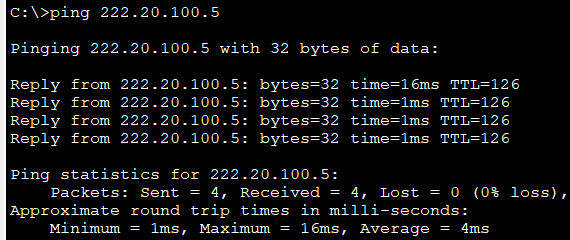 C:\>ping 222.20.100.5
Pinging 222.20.100.5 with 32 bytes of data:
Reply from 222.20.100.5: bytes=32 time=16ms TTL=126
Reply from 222.20.100.5: bytes=32 time=1ms TTL=126
Reply from 222.20.100.5: bytes=32 time=1ms TTL=126
Reply from 222.20.100.5: bytes=32 time=1ms TTL=126
Ping statistics for 222.20.100.5:
    Packets: Sent = 4, Received = 4, Lost = 0 (0% loss),
Approximate round trip times in milli-seconds:
    Minimum = 1ms, Maximum = 16ms, Average = 4ms